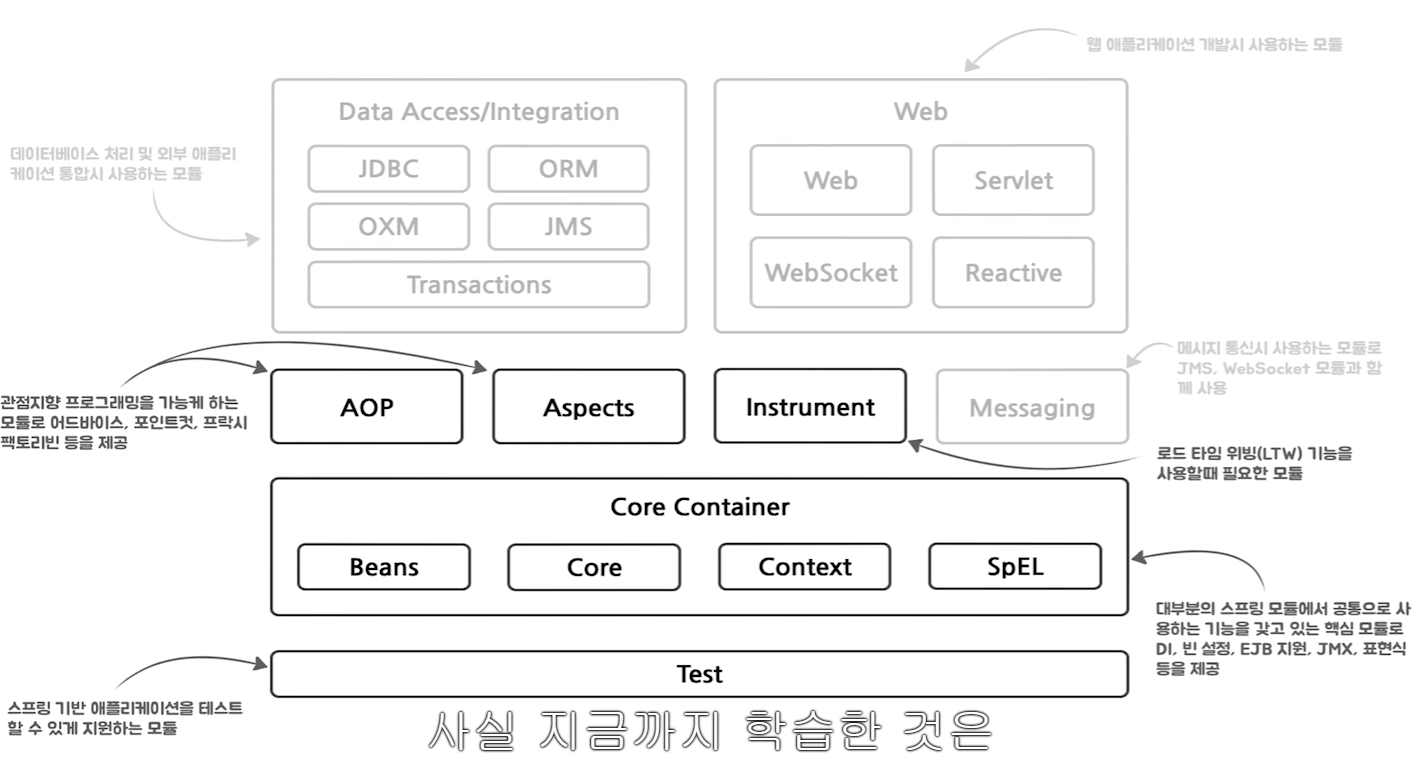 웹 애플리케이션 개발시 사용하는 모듈
Data Access/Integration
Web
데이터베이스 처리 및 외부 애플리
케이션 통합시 사용하는 모듈
JDBC
ORM
OXM
JMS
Transactions
Web
Servlet
WebSocket
Reactive
관점지향 프로그래밍을 가능케 하는
모듈로 어드바이스, 포인트컷, 프락시
팩토리빈 등을 제공
AOP
Aspects
Instrument
Messaging
메시지 통신시 사용하는 모듈로
JMS, WebSocket 모듈과 함
께 사용
로드 타임 위빙(LTW) 기능을
사용할때 필요한 모듈
Core Container
Beans
Core
Context
SpEL
대부분의 스프링 모듈에서 공통으로 사
용하는 기능을 갖고 있는 핵심 모듈로
DI, 빈 설정, EJB 지원, JMX, 표현식
등을 제공
Test
스프링 기반 애플리케이션을 테스트
할 수 있게 지원하는 모듈
사실 지금까지 학습한 것은